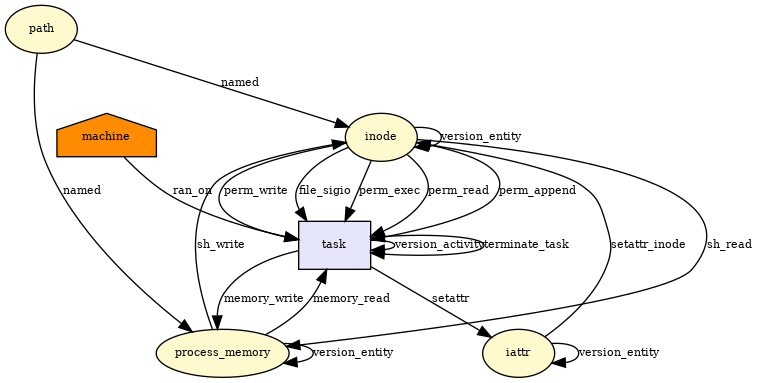 path
named
inode
version_entity
machine
named
ran_on
perm_write
file_sigio
perm_exec
perm_read
perm_append
sh_write
task
version_activity
terminate_task
setattr_inode
sh_read
memory_write
memory_read
setattr
process_memory
version_entity
iattr
version_entity